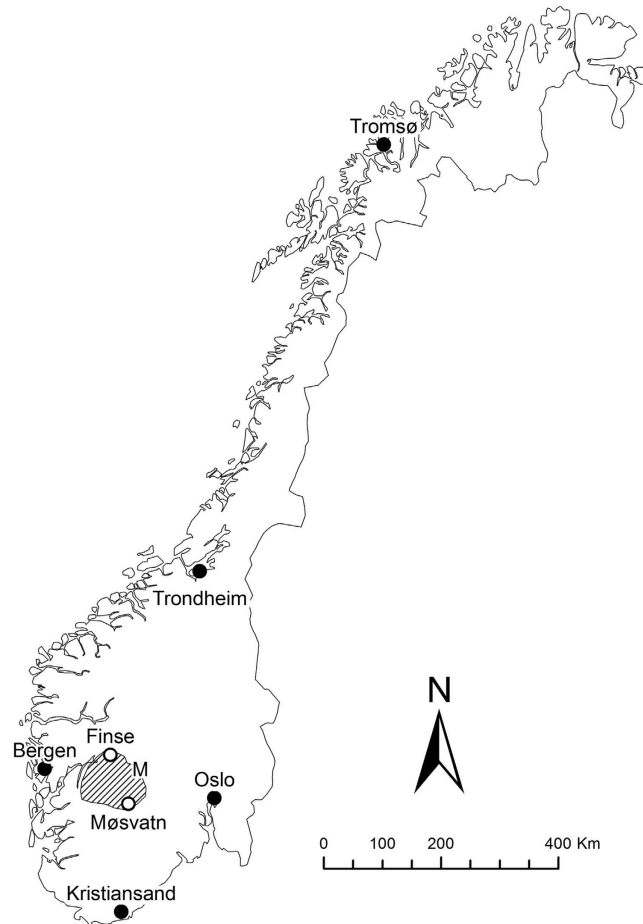 Tromsø
Trondheim
N
Finse
Bergen
M
Oslo
Møsvatn
0 100 200 400 Km
Kristiansand